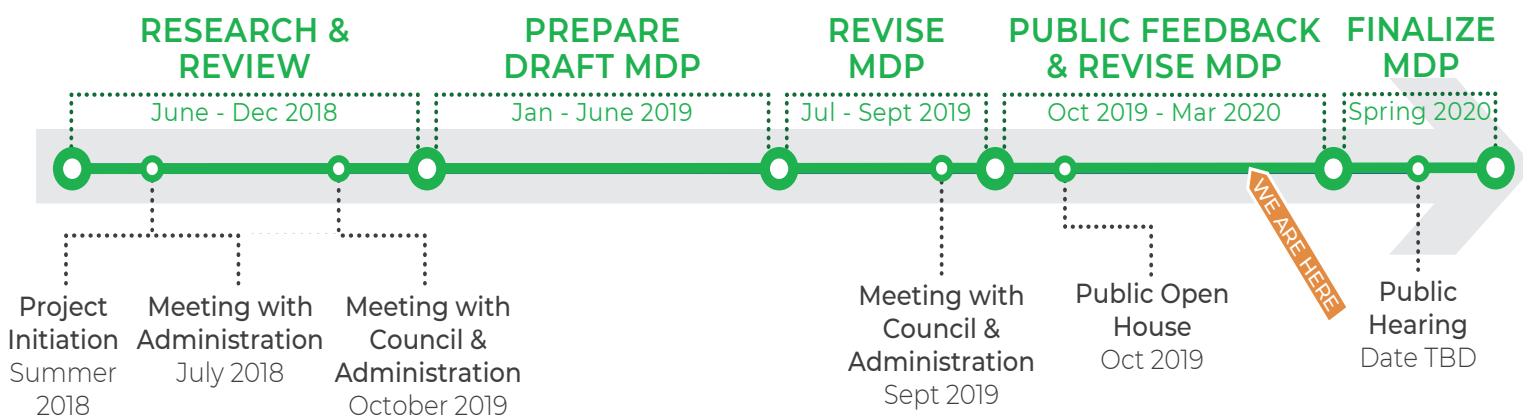 RESEARCH &
REVIEW
June - Dec 2018
PREPARE
DRAFT MDP
Jan - June 2019
REVISE
MDP
Jul - Sept 2019
PUBLIC FEEDBACK
& REVISE MDP
Oct 2019 - Mar 2020
FINALIZE
MDP
Spring 2020
Project
Initiation
Summer
2018
Meeting with
Administration
July 2018
Meeting with
Council &
Administration
October 2019
Meeting with
Council &
Administration
Sept 2019
Public Open
House
Oct 2019
WE ARE HERE
Public
Hearing
Date TBD